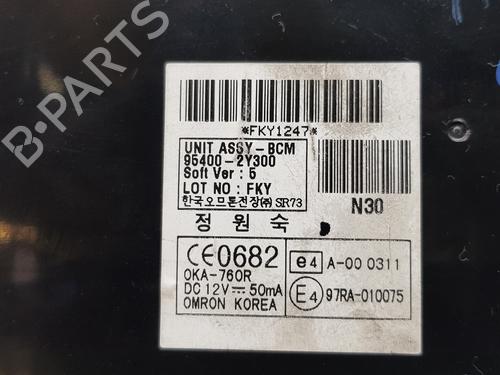 B-PARTS
*FKY1247*
UNIT ASSY-BCM
95400-2Y300
Soft Ver : 5
LOT NO : FKY
한국오므론전장㈜ SIR73
N30
정원숙
CE0682
OKA-760R
DC 12V⎓50mA
OMRON KOREA
e4 A-00 0311
E4 97RA-010075